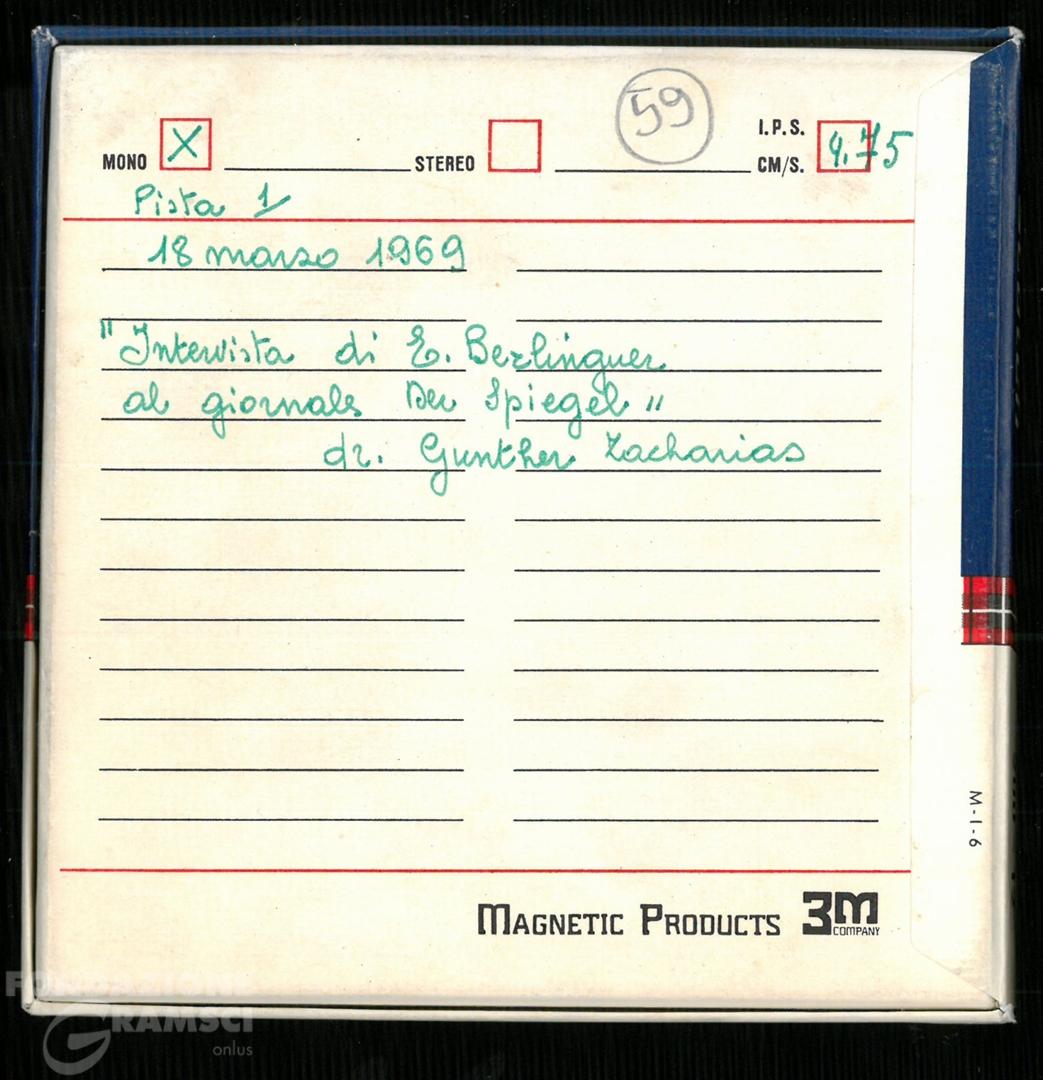 59
I.P.S.
MONO X STEREO CM/S. 4.75
Pista 1
18 marzo 1969
"Intervista di E. Berlinguer
al giornale Der Spiegel"
dr. Gunther Zacharias
M-1-6
MAGNETIC PRODUCTS 3M COMPANY
FONDAZIONE
GRAMSCI
onlus